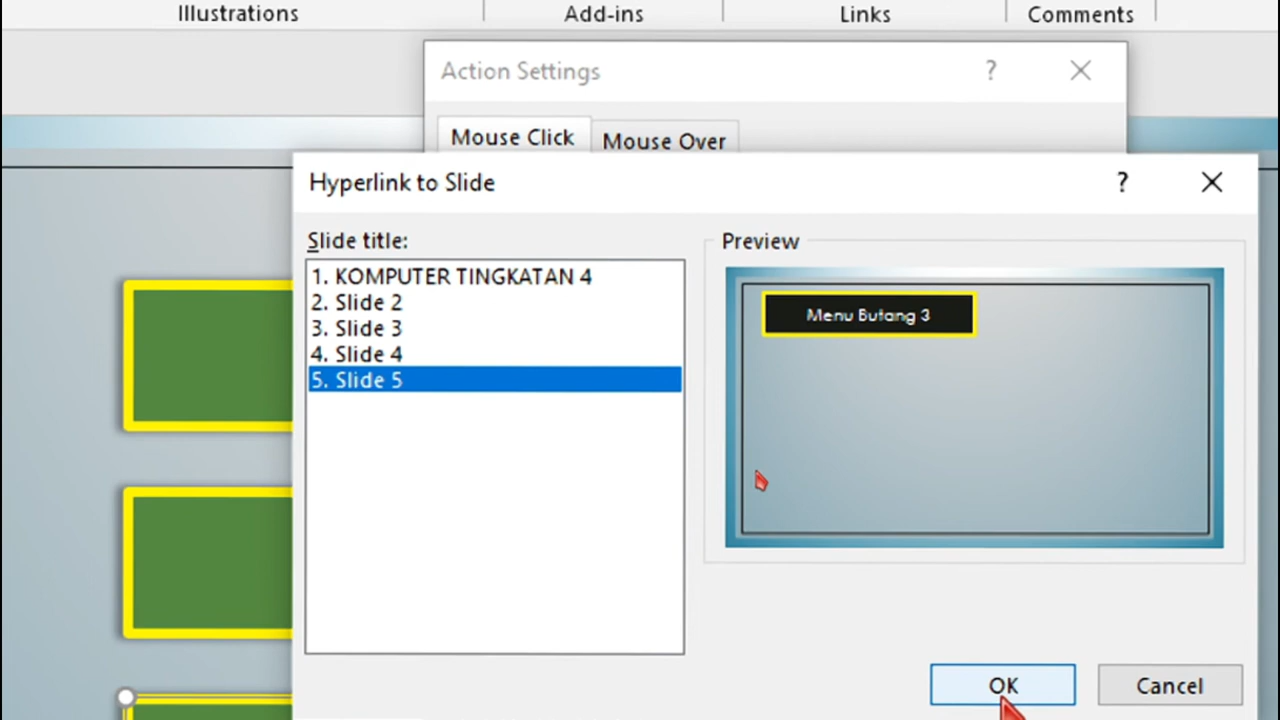 Illustrations Add-ins Links Comments
Action Settings ?
Mouse Click Mouse Over
Hyperlink to Slide ?
Slide title:
1. KOMPUTER TINGKATAN 4
2. Slide 2
3. Slide 3
4. Slide 4
5. Slide 5
Preview
Menu Butang 3
OK Cancel